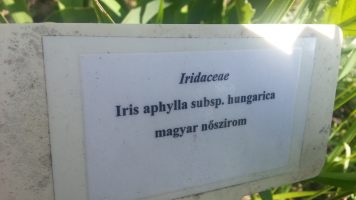 Iridaceae
Iris aphylla subsp. hungarica
magyar nőszirom